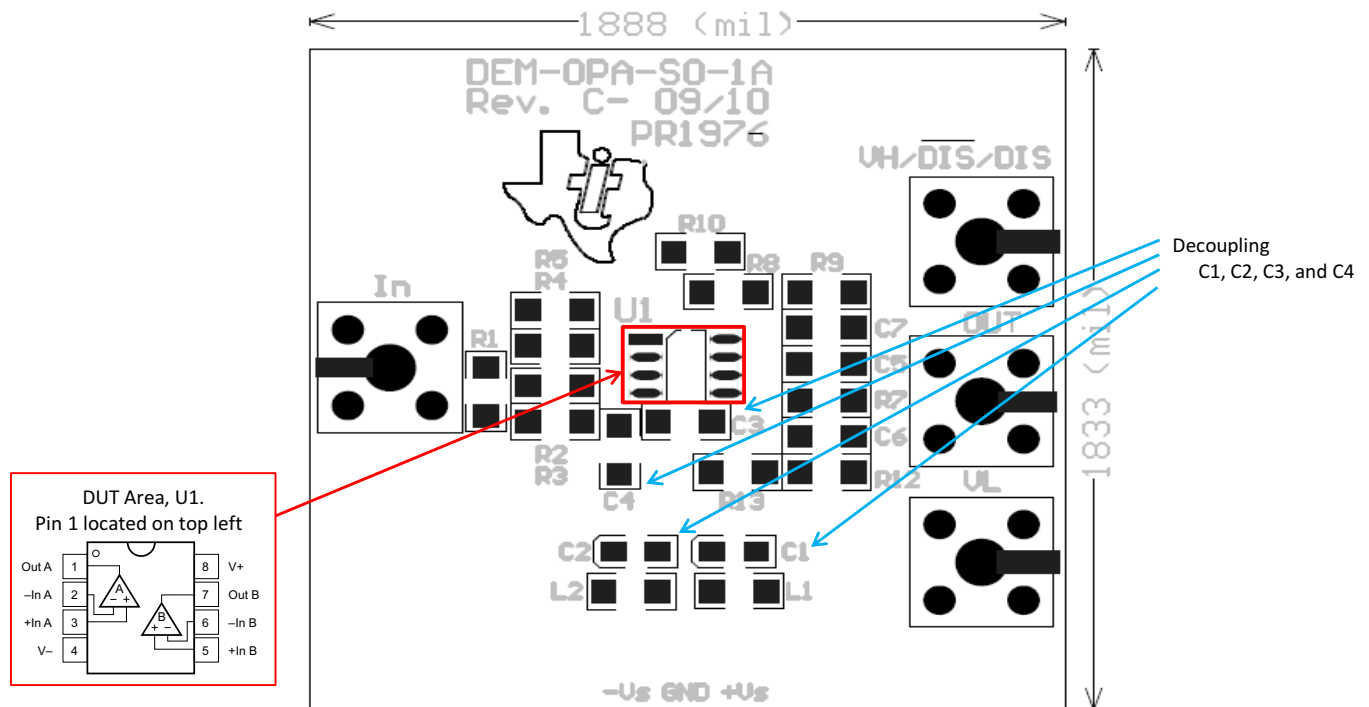 1888 (mil)
DEM-OPA-SO-1A
Rev. C- 09/10
PR1976
VH/DIS/DIS
R10
Decoupling
C1, C2, C3, and C4
R5
R8
R9
In
R4
U1
C7
OUT
R1
C5
R7
C3
C6
1833 (mil)
R2
R3
C4
R13
R12
VL
DUT Area, U1.
Pin 1 located on top left
Out A 1 8 V+
–In A 2 A 7 Out B
– +
+In A 3 B 6 –In B
+ –
V– 4 5 +In B
C2
C1
L2
L1
-Vs GND +Vs